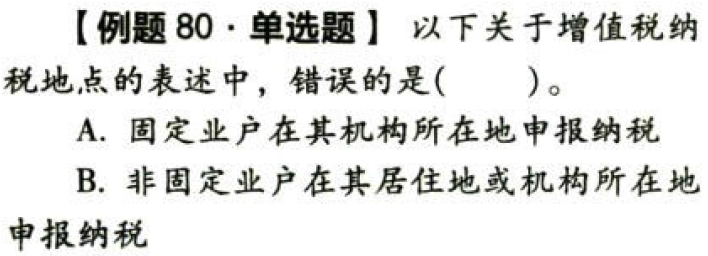 【例题80·单选题】 以下关于增值税纳
税地点的表述中，错误的是(　　)。
A. 固定业户在其机构所在地申报纳税
B. 非固定业户在其居住地或机构所在地
申报纳税